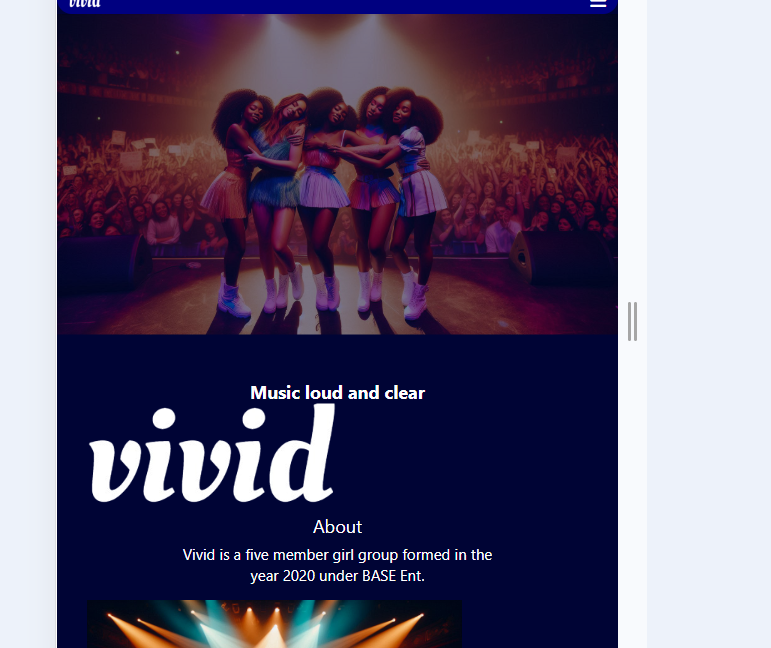 vivid
Music loud and clear
vivid
About
Vivid is a five member girl group formed in the
year 2020 under BASE Ent.